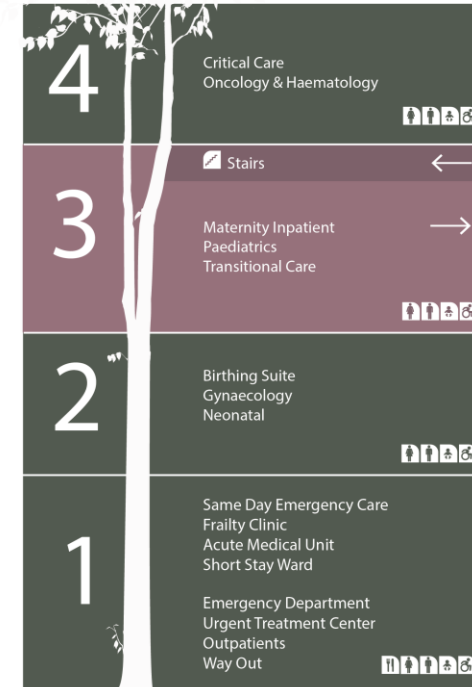 4
Critical Care
Oncology & Haematology
Stairs
3
Maternity Inpatient
Paediatrics
Transitional Care
2
Birthing Suite
Gynaecology
Neonatal
1
Same Day Emergency Care
Frailty Clinic
Acute Medical Unit
Short Stay Ward
Emergency Department
Urgent Treatment Center
Outpatients
Way Out